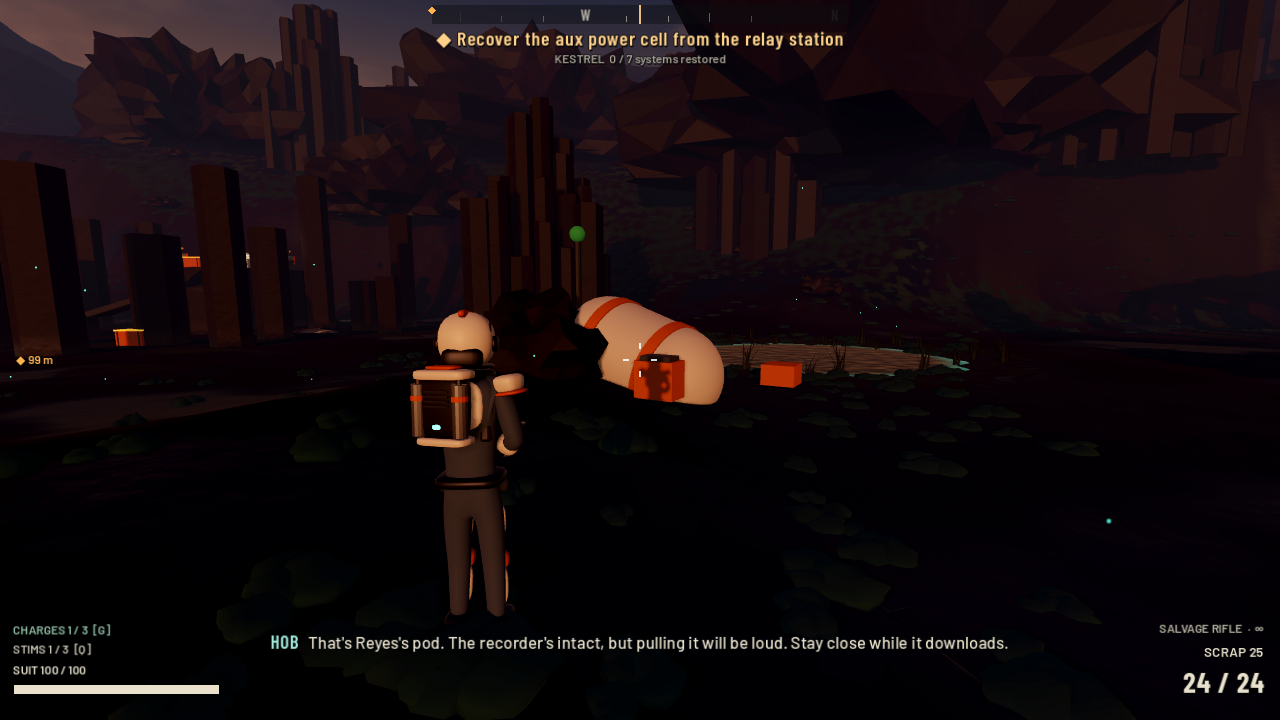 W
N
◆ Recover the aux power cell from the relay station
KESTREL 0 / 7 systems restored
◆ 99 m
CHARGES 1 / 3 [G]
STIMS 1 / 3 [Q]
SUIT 100 / 100
HOB That's Reyes's pod. The recorder's intact, but pulling it will be loud. Stay close while it downloads.
SALVAGE RIFLE · ∞
SCRAP 25
24 / 24